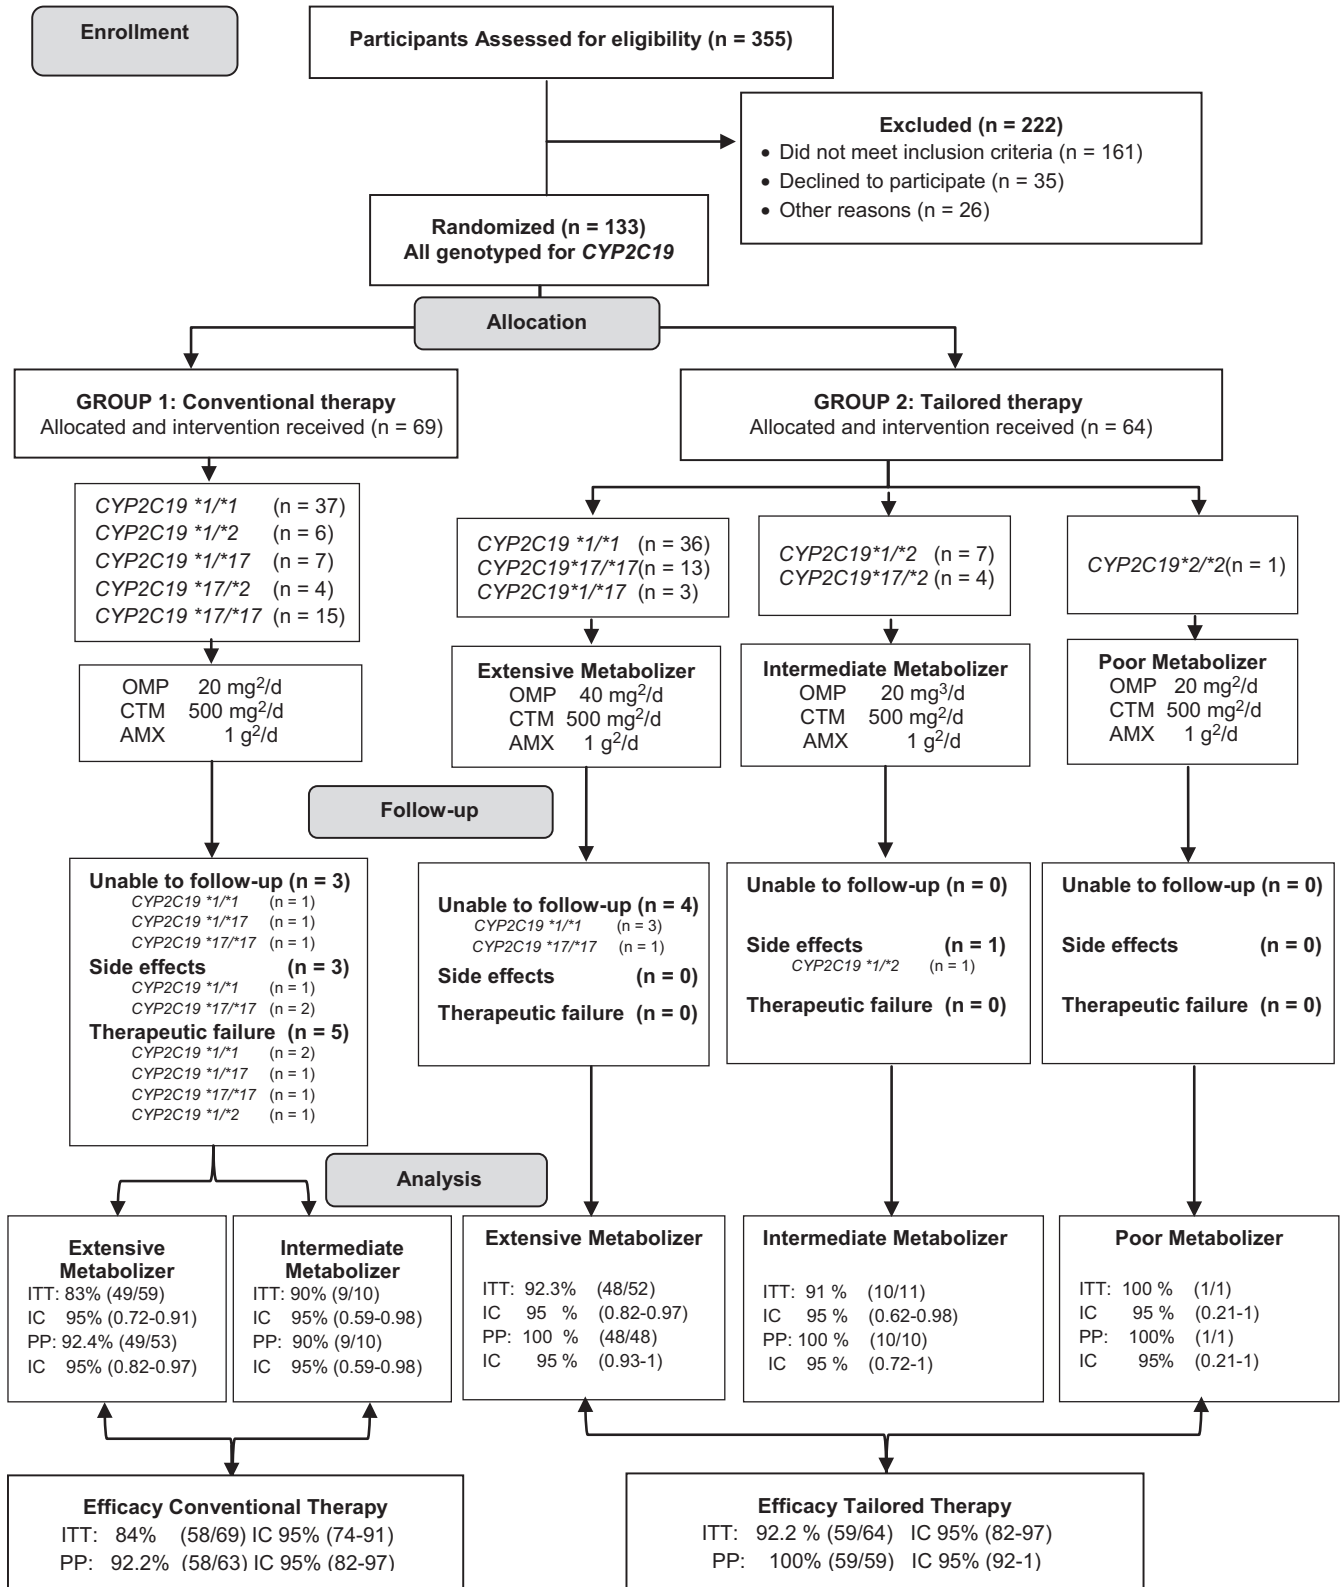 Enrollment
Participants Assessed for eligibility (n = 355)
Excluded (n = 222)
• Did not meet inclusion criteria (n = 161)
• Declined to participate (n = 35)
• Other reasons (n = 26)
Randomized (n = 133)
All genotyped for CYP2C19
Allocation
GROUP 1: Conventional therapy
Allocated and intervention received (n = 69)
GROUP 2: Tailored therapy
Allocated and intervention received (n = 64)
CYP2C19 *1/*1 (n = 37)
CYP2C19 *1/*2 (n = 6)
CYP2C19 *1/*17 (n = 7)
CYP2C19 *17/*2 (n = 4)
CYP2C19 *17/*17 (n = 15)
CYP2C19 *1/*1 (n = 36)
CYP2C19*17/*17(n = 13)
CYP2C19*1/*17 (n = 3)
CYP2C19*1/*2 (n = 7)
CYP2C19*17/*2 (n = 4)
CYP2C19*2/*2(n = 1)
OMP 20 mg²/d
CTM 500 mg²/d
AMX 1 g²/d
Extensive Metabolizer
OMP 40 mg²/d
CTM 500 mg²/d
AMX 1 g²/d
Intermediate Metabolizer
OMP 20 mg³/d
CTM 500 mg²/d
AMX 1 g²/d
Poor Metabolizer
OMP 20 mg²/d
CTM 500 mg²/d
AMX 1 g²/d
Follow-up
Unable to follow-up (n = 3)
CYP2C19 *1/*1 (n = 1)
CYP2C19 *1/*17 (n = 1)
CYP2C19 *17/*17 (n = 1)
Side effects (n = 3)
CYP2C19 *1/*1 (n = 1)
CYP2C19 *17/*17 (n = 2)
Therapeutic failure (n = 5)
CYP2C19 *1/*1 (n = 2)
CYP2C19 *1/*17 (n = 1)
CYP2C19 *17/*17 (n = 1)
CYP2C19 *1/*2 (n = 1)
Unable to follow-up (n = 4)
CYP2C19 *1/*1 (n = 3)
CYP2C19 *17/*17 (n = 1)
Side effects (n = 0)
Therapeutic failure (n = 0)
Unable to follow-up (n = 0)
Side effects (n = 1)
CYP2C19 *1/*2 (n = 1)
Therapeutic failure (n = 0)
Unable to follow-up (n = 0)
Side effects (n = 0)
Therapeutic failure (n = 0)
Analysis
Extensive
Metabolizer
ITT: 83% (49/59)
IC 95% (0.72-0.91)
PP: 92.4% (49/53)
IC 95% (0.82-0.97)
Intermediate
Metabolizer
ITT: 90% (9/10)
IC 95% (0.59-0.98)
PP: 90% (9/10)
IC 95% (0.59-0.98)
Extensive Metabolizer
ITT: 92.3% (48/52)
IC 95 % (0.82-0.97)
PP: 100 % (48/48)
IC 95 % (0.93-1)
Intermediate Metabolizer
ITT: 91 % (10/11)
IC 95 % (0.62-0.98)
PP: 100 % (10/10)
IC 95 % (0.72-1)
Poor Metabolizer
ITT: 100 % (1/1)
IC 95 % (0.21-1)
PP: 100% (1/1)
IC 95% (0.21-1)
Efficacy Conventional Therapy
ITT: 84% (58/69) IC 95% (74-91)
PP: 92.2% (58/63) IC 95% (82-97)
Efficacy Tailored Therapy
ITT: 92.2 % (59/64) IC 95% (82-97)
PP: 100% (59/59) IC 95% (92-1)